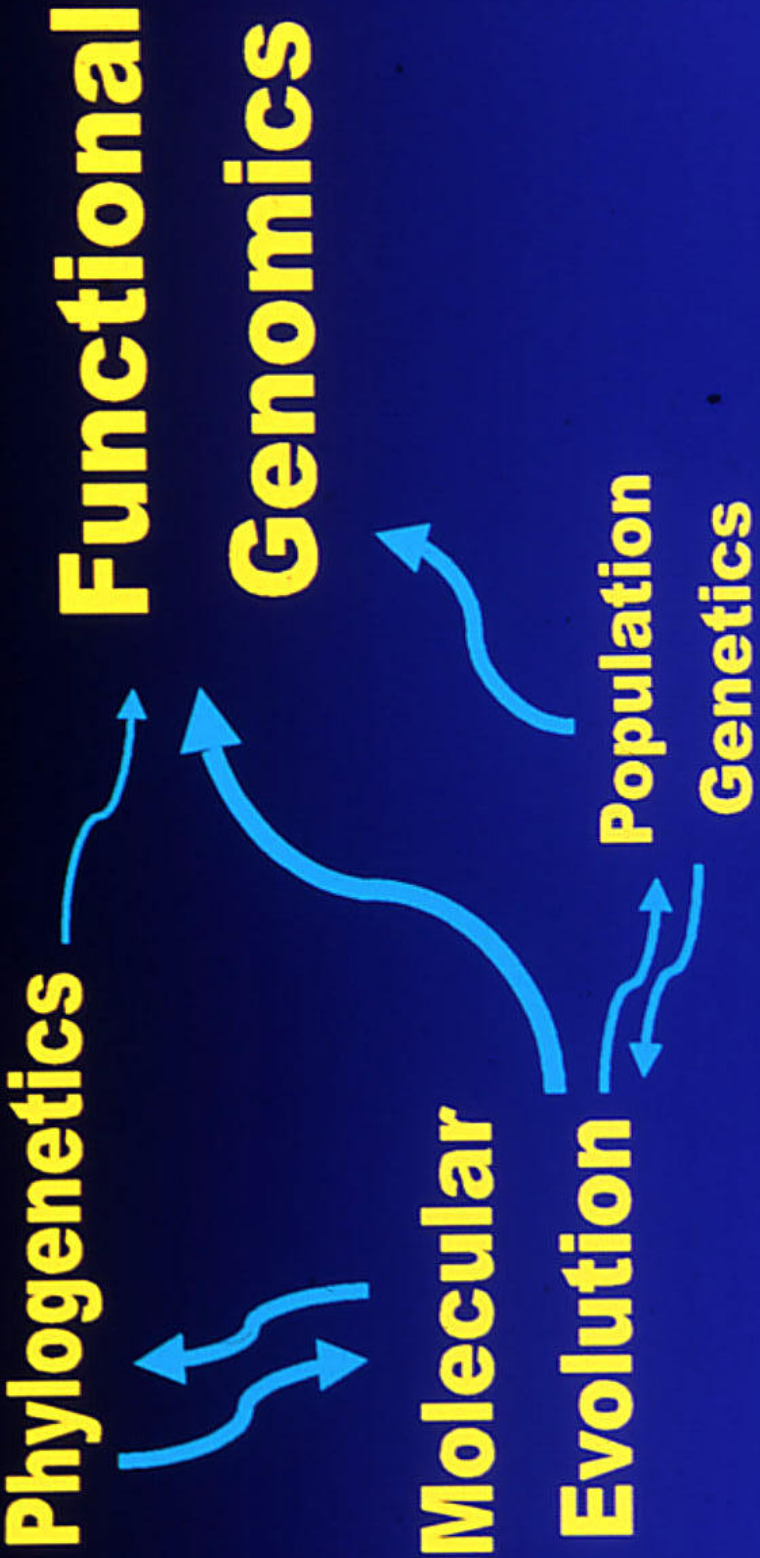 Phylogenetics
Functional
Genomics
Molecular
Evolution
Population
Genetics